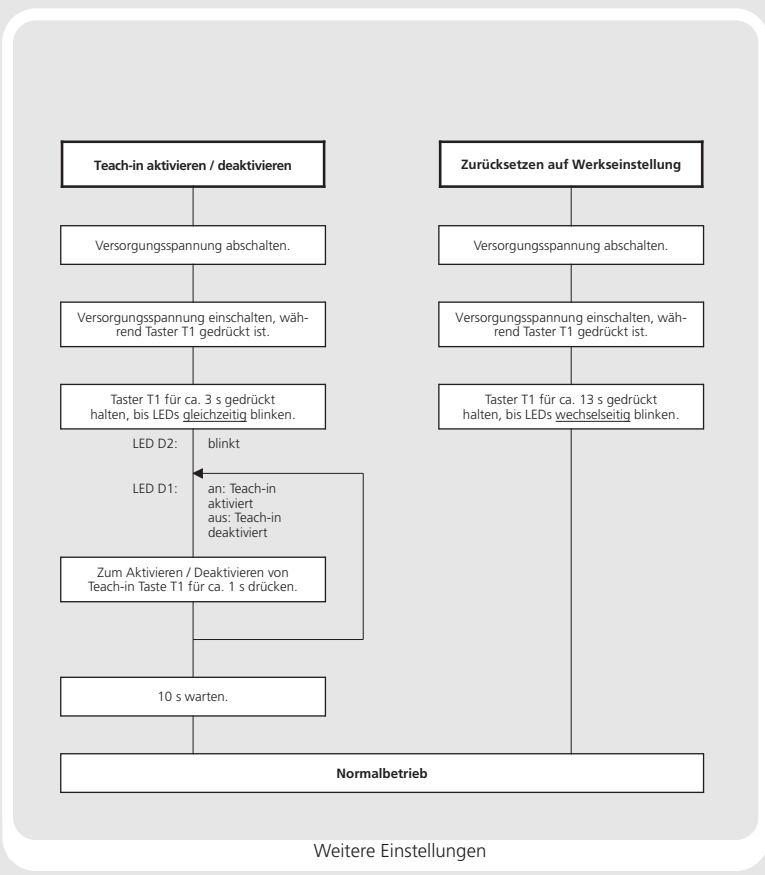 Teach-in aktivieren / deaktivieren
Versorgungsspannung abschalten.
Versorgungsspannung einschalten, wäh-
rend Taster T1 gedrückt ist.
Taster T1 für ca. 3 s gedrückt
halten, bis LEDs gleichzeitig blinken.
LED D2: blinkt
LED D1: an: Teach-in
aktiviert
aus: Teach-in
deaktiviert
Zum Aktivieren / Deaktivieren von
Teach-in Taste T1 für ca. 1 s drücken.
10 s warten.
Zurücksetzen auf Werkseinstellung
Versorgungsspannung abschalten.
Versorgungsspannung einschalten, wäh-
rend Taster T1 gedrückt ist.
Taster T1 für ca. 13 s gedrückt
halten, bis LEDs wechselseitig blinken.
Normalbetrieb
Weitere Einstellungen